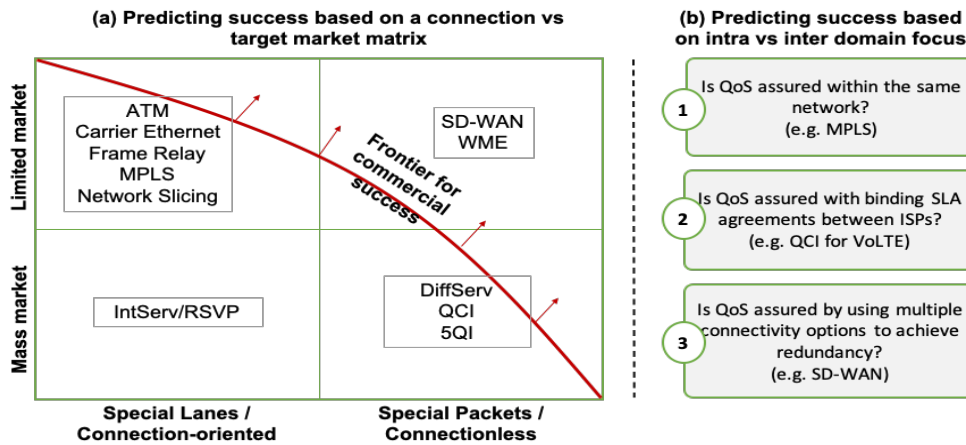 (a) Predicting success based on a connection vs
target market matrix
Limited market
Mass market
ATM
Carrier Ethernet
Frame Relay
MPLS
Network Slicing
SD-WAN
WME
Frontier for
commercial
success
IntServ/RSVP
DiffServ
QCI
5QI
Special Lanes /
Connection-oriented
Special Packets /
Connectionless
(b) Predicting success based
on intra vs inter domain focus
1
Is QoS assured within the same
network?
(e.g. MPLS)
2
Is QoS assured with binding SLA
agreements between ISPs?
(e.g. QCI for VoLTE)
3
Is QoS assured by using multiple
connectivity options to achieve
redundancy?
(e.g. SD-WAN)